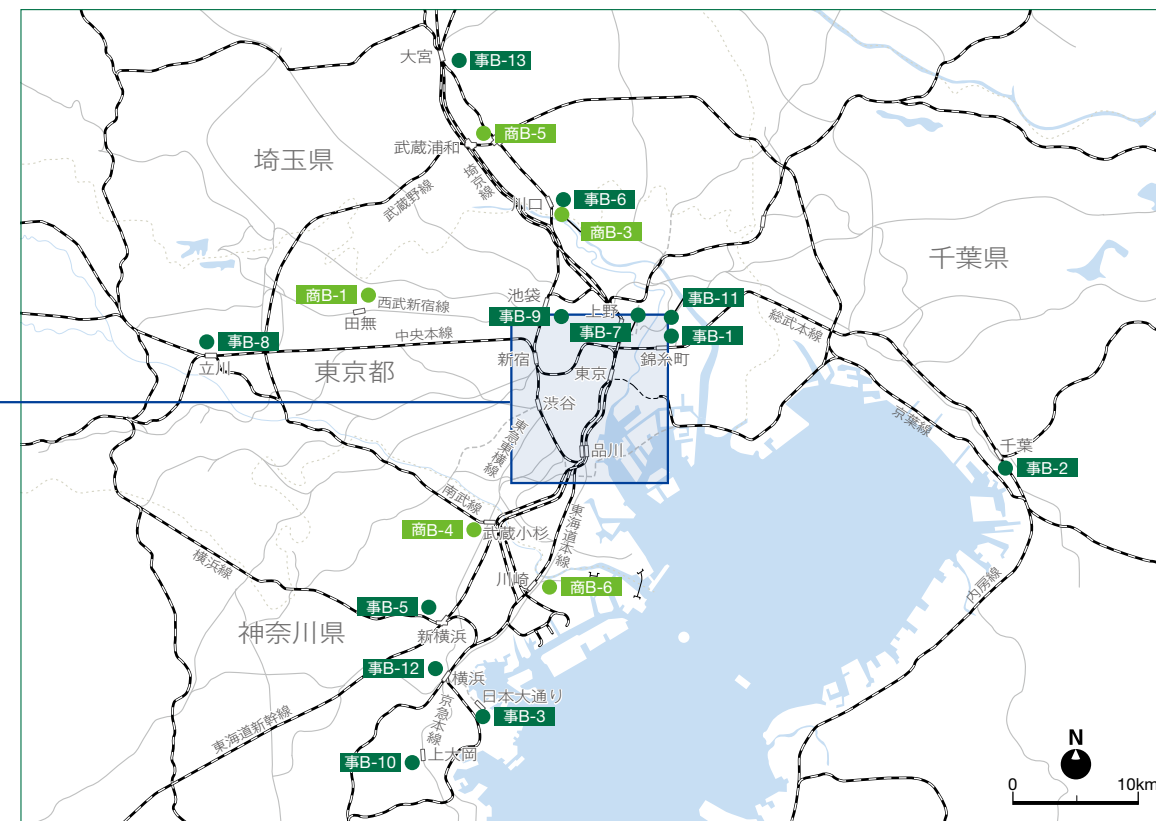 大宮
事B-13
商B-5
武蔵浦和
埼玉県
埼京線
武蔵野線
川口
事B-6
商B-3
千葉県
商B-1
西武新宿線
田無
池袋
上野
事B-11
事B-9
事B-7
事B-1
総武本線
事B-8
立川
中央本線
新宿
錦糸町
東京都
東京
渋谷
東急東横線
品川
京葉線
千葉
事B-2
南武線
商B-4
武蔵小杉
東海道本線
横浜線
川崎
商B-6
内房線
事B-5
新横浜
神奈川県
事B-12
横浜
日本大通り
事B-3
京急本線
東海道新幹線
上大岡
事B-10
N
0 10km